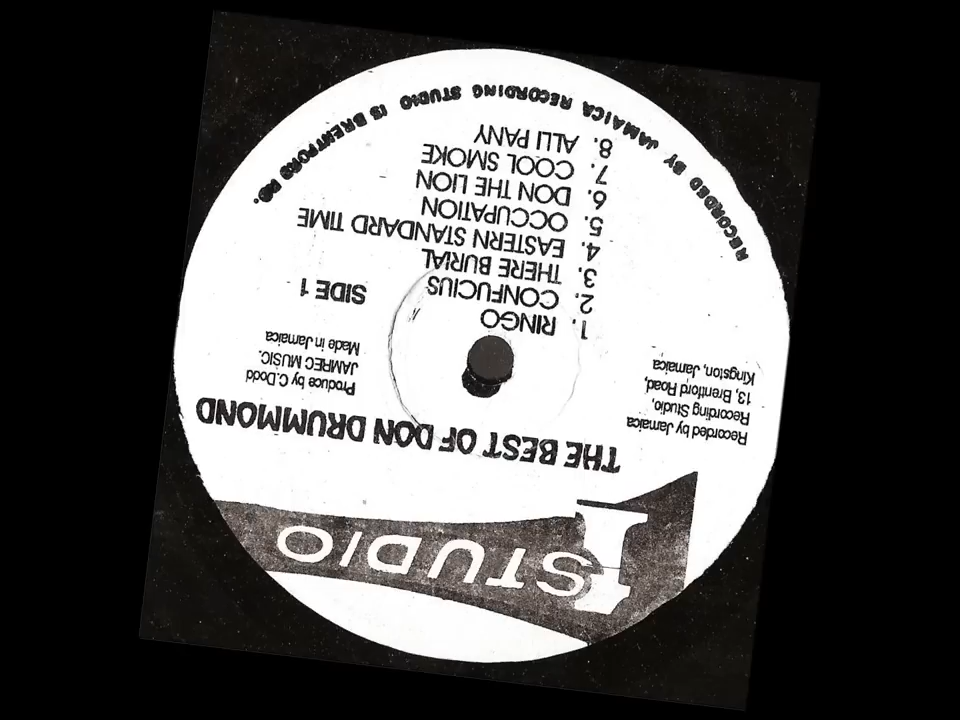 STUDIO 1
THE BEST OF DON DRUMMOND
Recorded by Jamaica
Recording Studio,
13, Brentford Road,
Kingston, Jamaica
Produce by C.Dodd
JAMREC MUSIC.
Made in Jamaica
SIDE 1
1. RINGO
2. CONFUCIUS
3. THERE BURIAL
4. EASTERN STANDARD TIME
5. OCCUPATION
6. DON THE LION
7. COOL SMOKE
8. ALLI PANY
RECORDED BY JAMAICA RECORDING STUDIO 13 BRENTFORD RD.